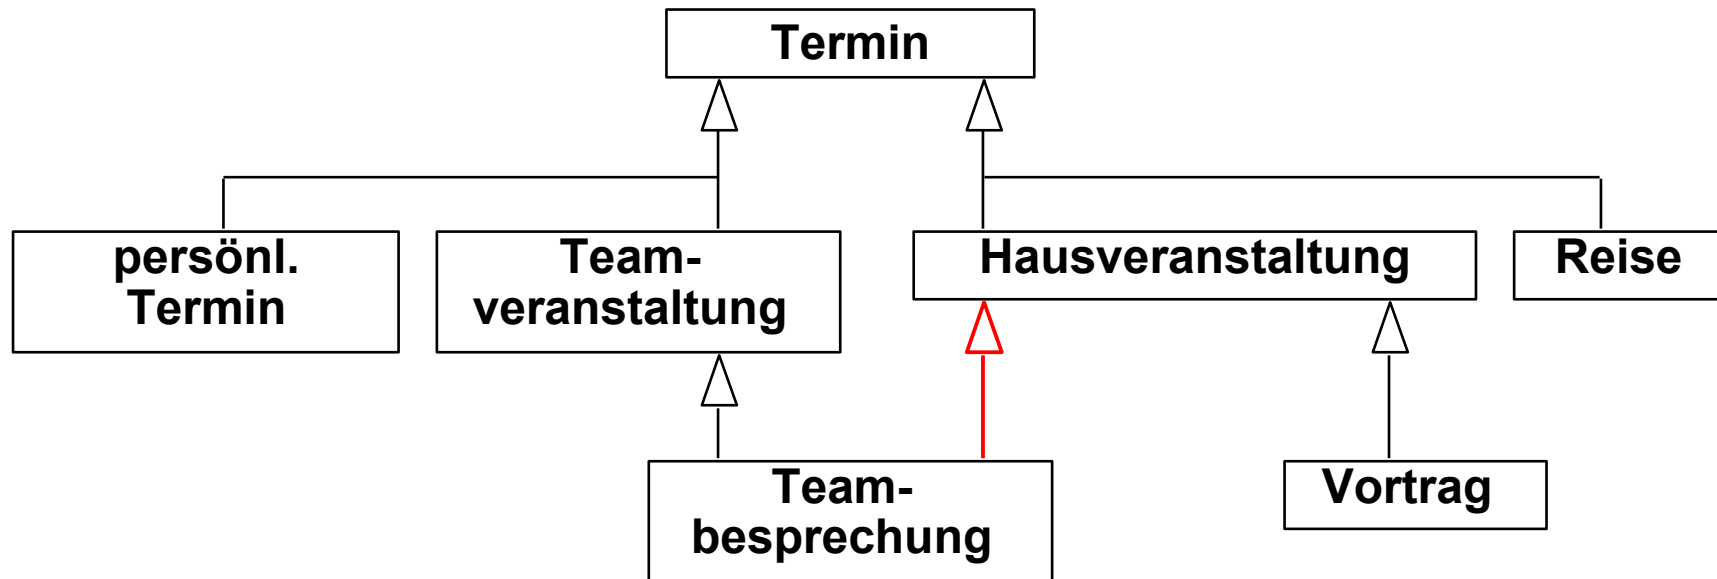 Termin
persönl.
Termin
Team-
veranstaltung
Hausveranstaltung
Reise
Team-
besprechung
Vortrag